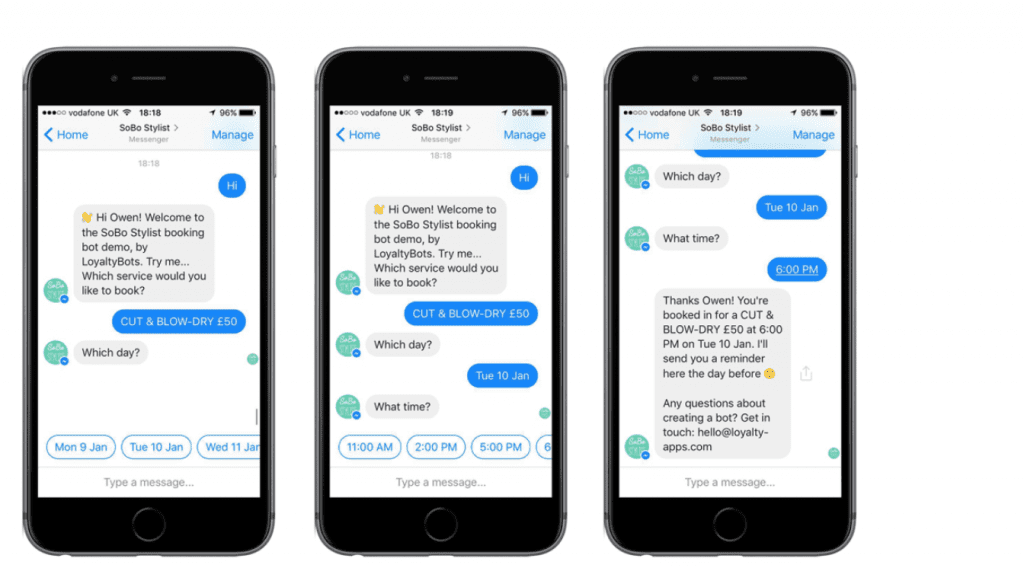 vodafone UK 18:18 96%
Home SoBo Stylist Manage
Messenger
18:18
Hi
👋 Hi Owen! Welcome to
the SoBo Stylist booking
bot demo, by
LoyaltyBots. Try me...
Which service would you
like to book?
CUT & BLOW-DRY £50
Which day?
Mon 9 Jan Tue 10 Jan Wed 11 Jan
Type a message...
vodafone UK 18:19 96%
Home SoBo Stylist Manage
Messenger
18:18
Hi
👋 Hi Owen! Welcome to
the SoBo Stylist booking
bot demo, by
LoyaltyBots. Try me...
Which service would you
like to book?
CUT & BLOW-DRY £50
Which day?
Tue 10 Jan
What time?
11:00 AM 2:00 PM 5:00 PM 6
Type a message...
vodafone UK 18:19 96%
Home SoBo Stylist Manage
Messenger
Which day?
Tue 10 Jan
What time?
6:00 PM
Thanks Owen! You're
booked in for a CUT &
BLOW-DRY £50 at 6:00
PM on Tue 10 Jan. I'll
send you a reminder
here the day before 😳
Any questions about
creating a bot? Get in
touch: hello@loyalty-
apps.com
Type a message...